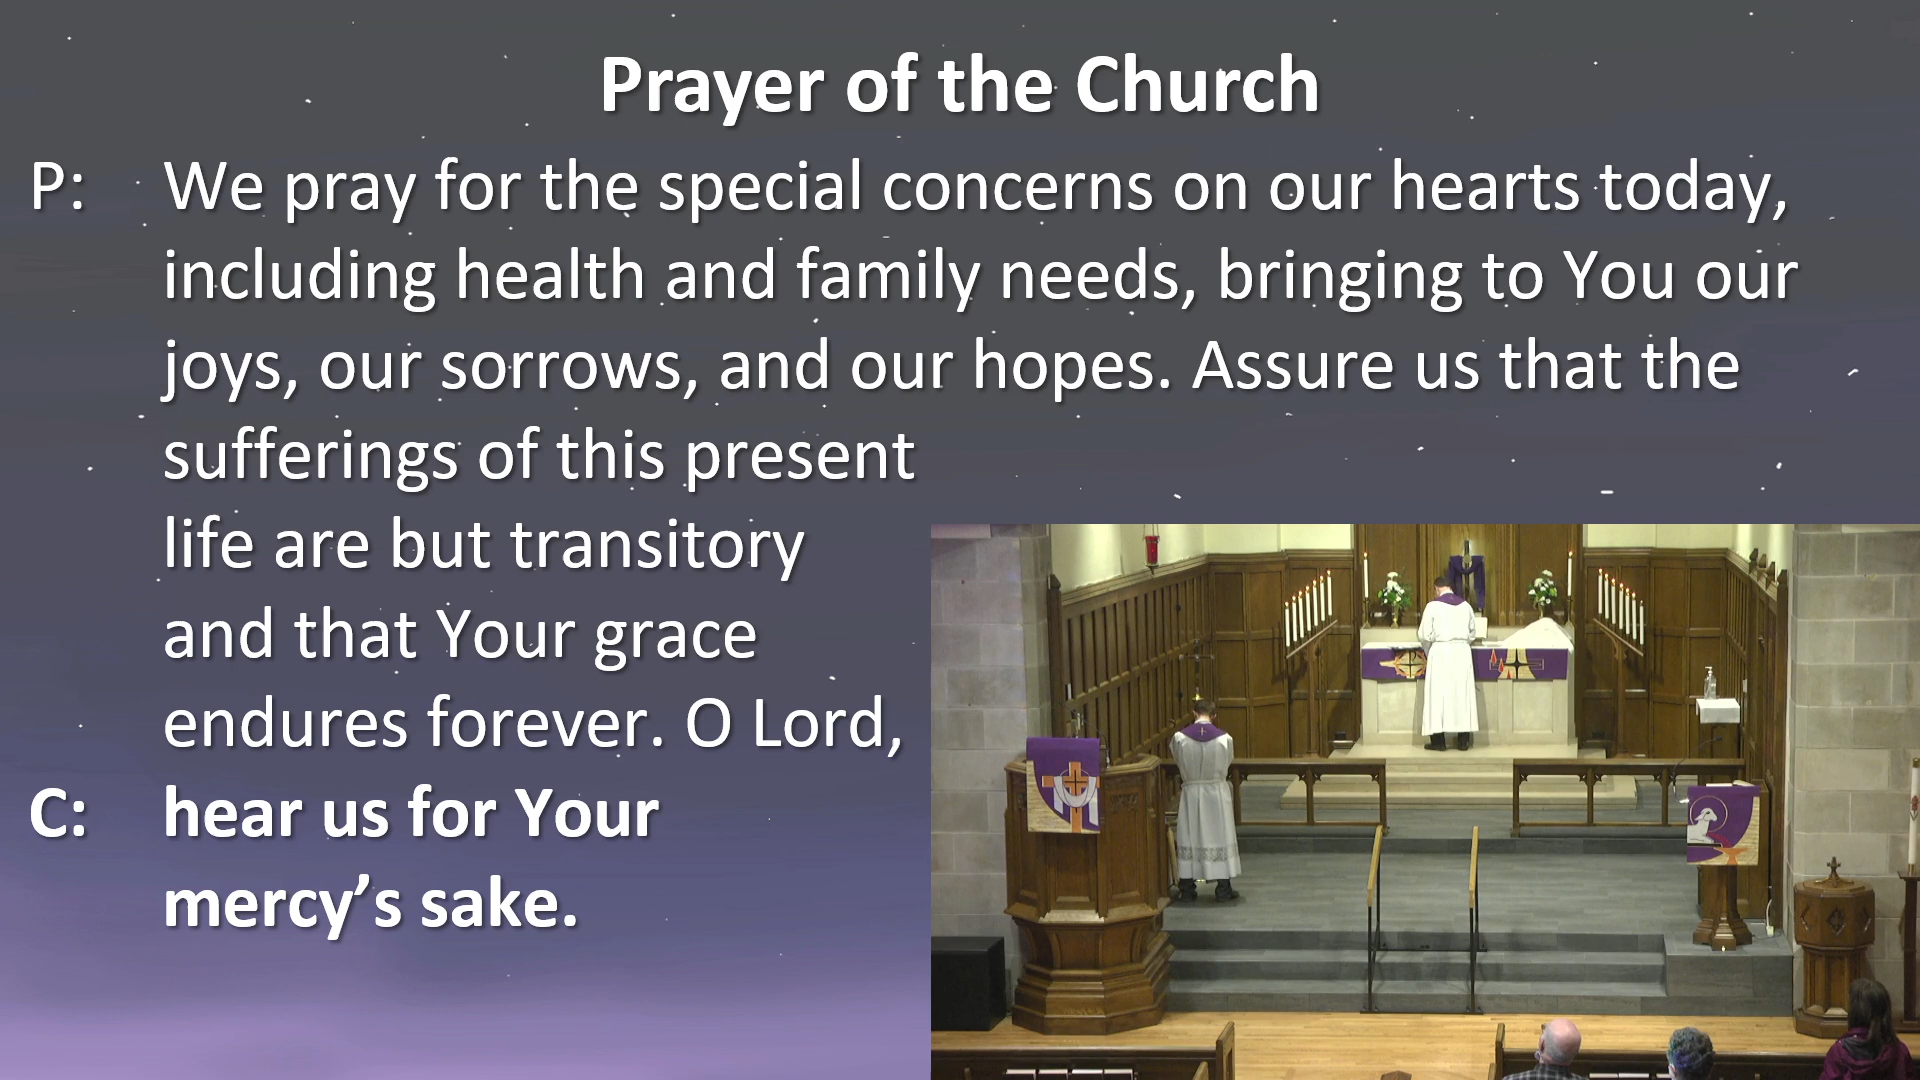 Prayer of the Church
P: We pray for the special concerns on our hearts today,
including health and family needs, bringing to You our
joys, our sorrows, and our hopes. Assure us that the
sufferings of this present
life are but transitory
and that Your grace
endures forever. O Lord,
C: hear us for Your
mercy’s sake.